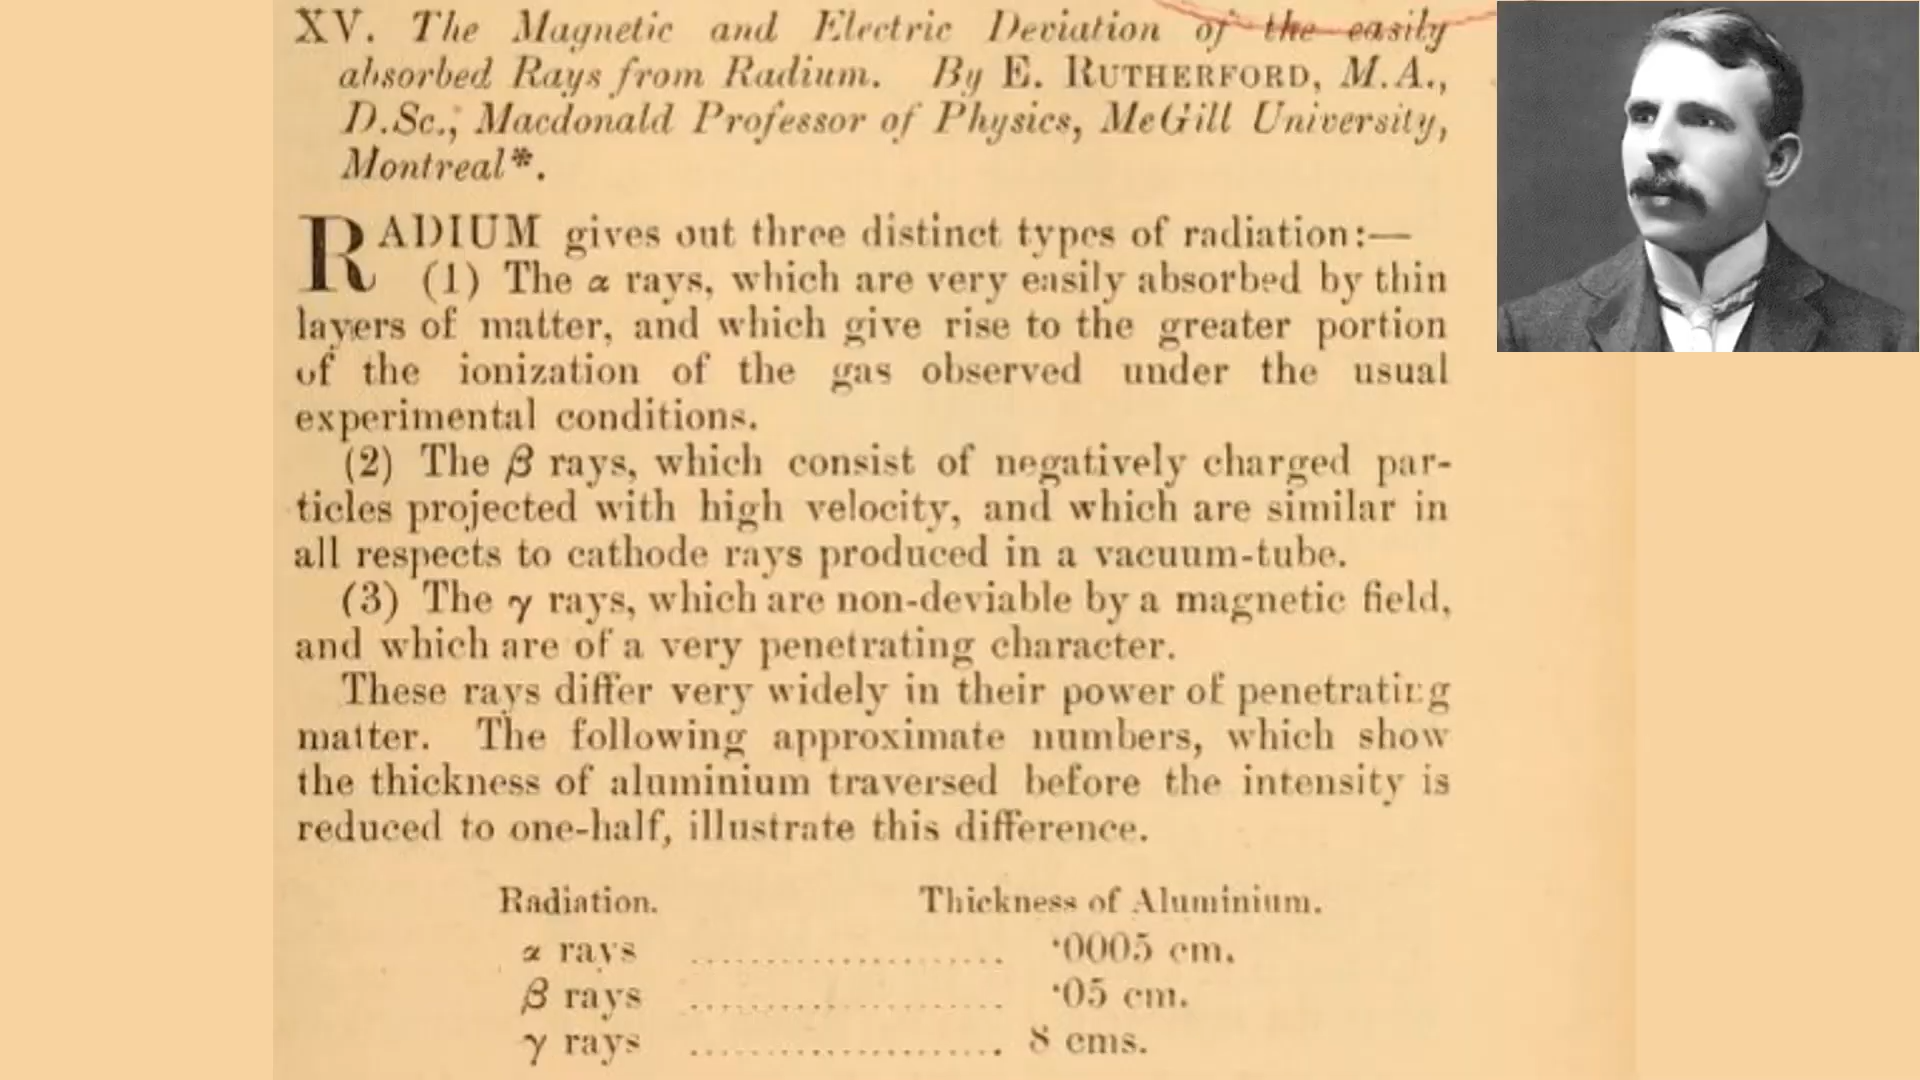 XV. The Magnetic and Electric Deviation of the easily
absorbed Rays from Radium. By E. RUTHERFORD, M.A.,
D.Sc., Macdonald Professor of Physics, McGill University,
Montreal*.
RADIUM gives out three distinct types of radiation:—
(1) The α rays, which are very easily absorbed by thin
layers of matter, and which give rise to the greater portion
of the ionization of the gas observed under the usual
experimental conditions.
(2) The β rays, which consist of negatively charged par-
ticles projected with high velocity, and which are similar in
all respects to cathode rays produced in a vacuum-tube.
(3) The γ rays, which are non-deviable by a magnetic field,
and which are of a very penetrating character.
These rays differ very widely in their power of penetrating
matter. The following approximate numbers, which show
the thickness of aluminium traversed before the intensity is
reduced to one-half, illustrate this difference.
Radiation. Thickness of Aluminium.
α rays ..................... ·0005 cm.
β rays ..................... ·05 cm.
γ rays ..................... 8 cms.